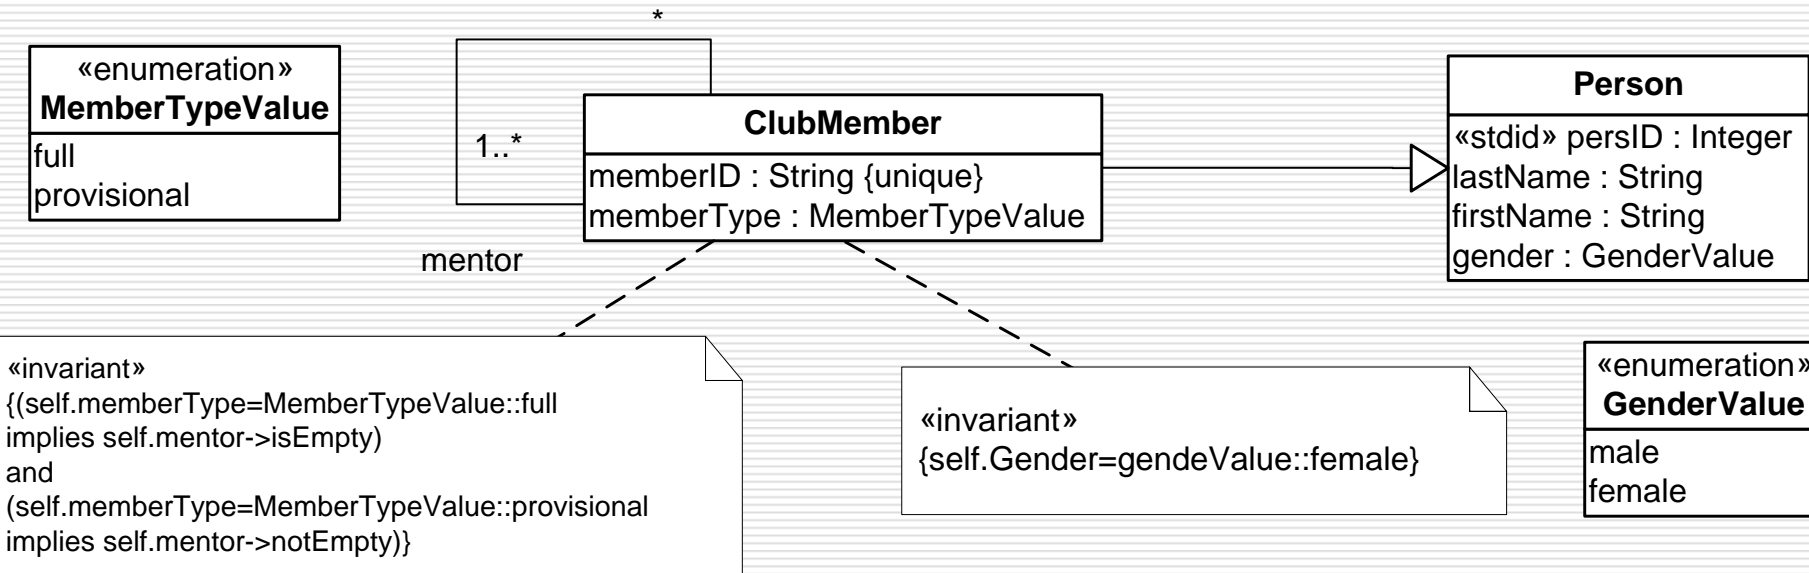 *
«enumeration»
MemberTypeValue
full
provisional
1..*
mentor
ClubMember
memberID : String {unique}
memberType : MemberTypeValue
Person
«stdid» persID : Integer
lastName : String
firstName : String
gender : GenderValue
«invariant»
{(self.memberType=MemberTypeValue::full
implies self.mentor->isEmpty)
and
(self.memberType=MemberTypeValue::provisional
implies self.mentor->notEmpty)}
«invariant»
{self.Gender=gendeValue::female}
«enumeration»
GenderValue
male
female